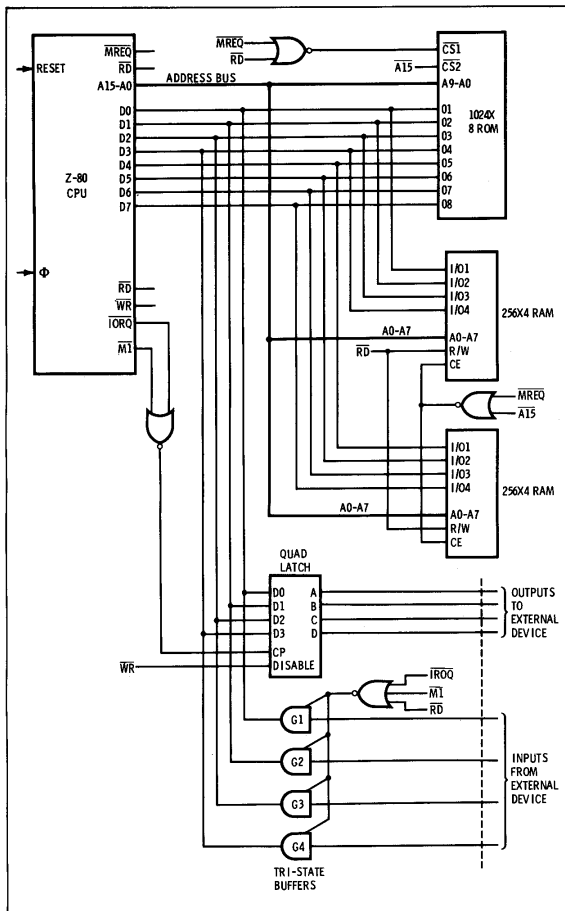 MREQ
RESET
RD
A15-A0
ADDRESS BUS
D0
D1
D2
D3
D4
D5
D6
D7
Z-80
CPU
Φ
RD
WR
IORQ
M1
MREQ
RD
CS1
A15
CS2
A9-A0
01
02
03
04
05
06
07
08
1024X
8 ROM
I/O1
I/O2
I/O3
I/O4
256X4 RAM
A0-A7
A0-A7
RD
R/W
CE
MREQ
A15
I/O1
I/O2
I/O3
I/O4
256X4 RAM
A0-A7
A0-A7
R/W
CE
QUAD
LATCH
D0
D1
D2
D3
A
B
C
D
CP
WR
DISABLE
OUTPUTS
TO
EXTERNAL
DEVICE
IROQ
M1
RD
G1
G2
G3
G4
INPUTS
FROM
EXTERNAL
DEVICE
TRI-STATE
BUFFERS